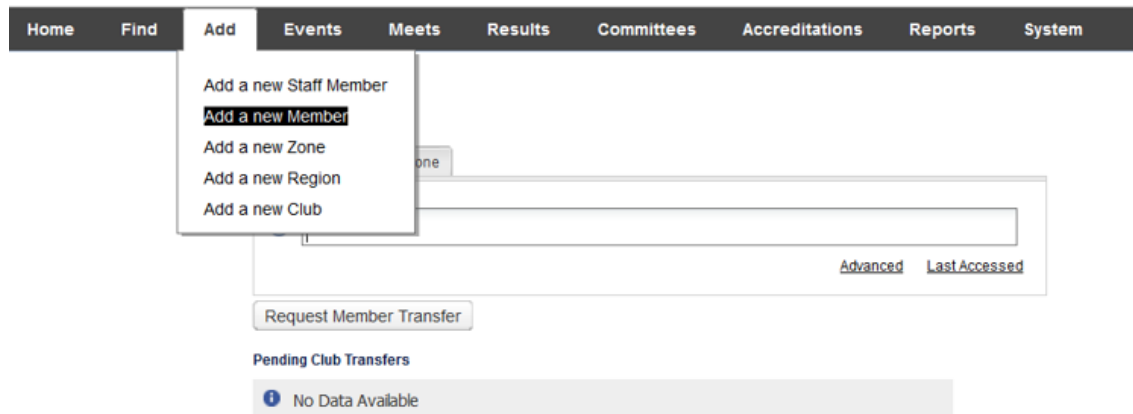 Home Find Add Events Meets Results Committees Accreditations Reports System
Add a new Staff Member
Add a new Member
Add a new Zone
one
Add a new Region
Add a new Club
Advanced Last Accessed
Request Member Transfer
Pending Club Transfers
No Data Available